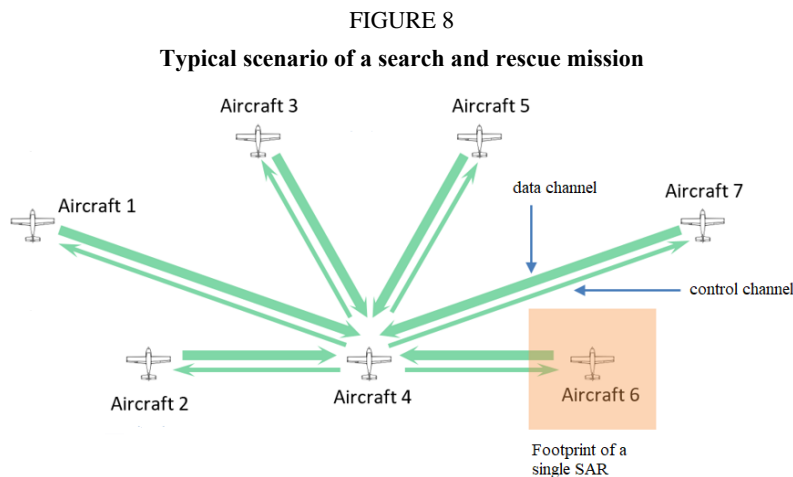 FIGURE 8
Typical scenario of a search and rescue mission
Aircraft 3
Aircraft 5
data channel
Aircraft 7
Aircraft 1
control channel
Aircraft 2
Aircraft 4
Aircraft 6
Footprint of a
single SAR